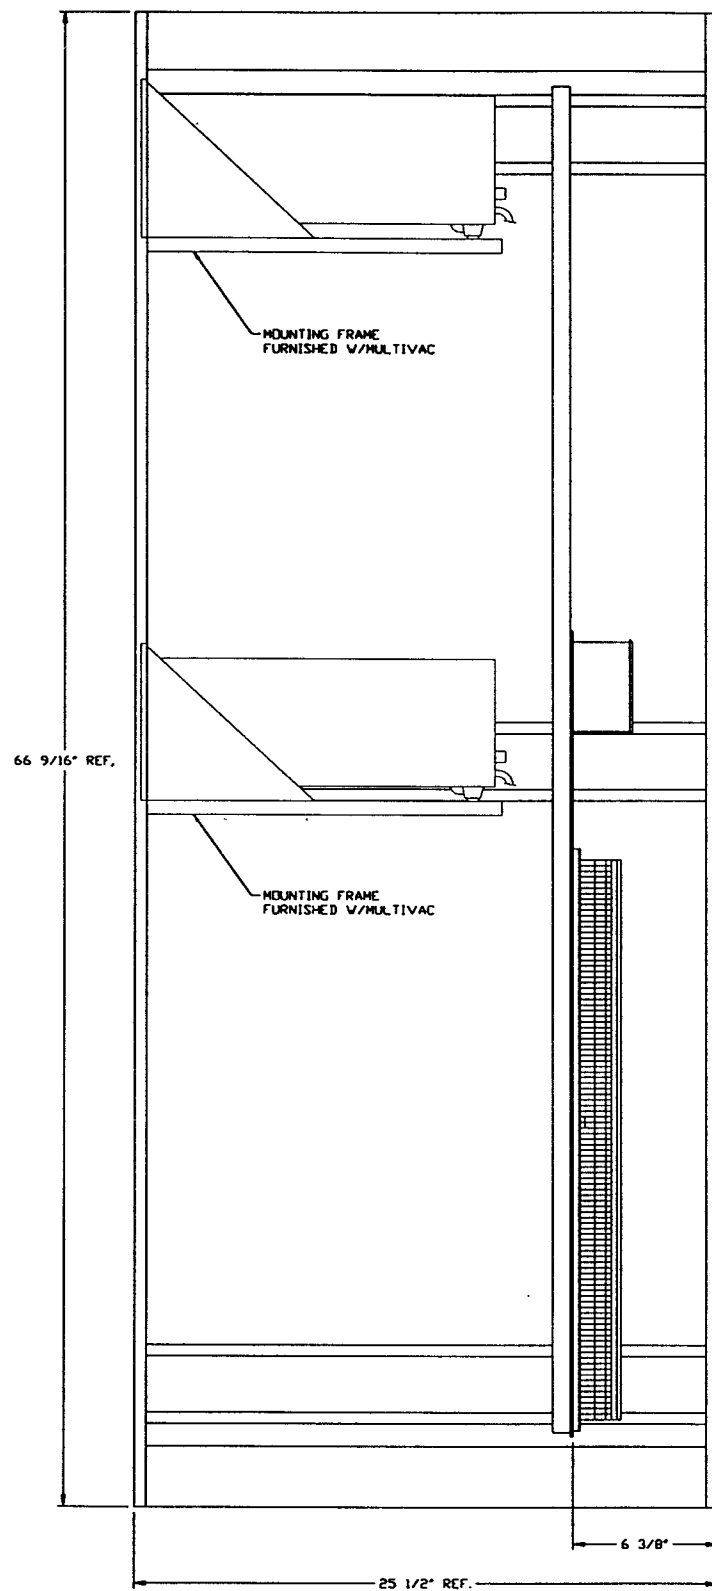 MOUNTING FRAME
FURNISHED W/MULTIVAC
66 9/16" REF.
MOUNTING FRAME
FURNISHED W/MULTIVAC
6 3/8"
25 1/2" REF.